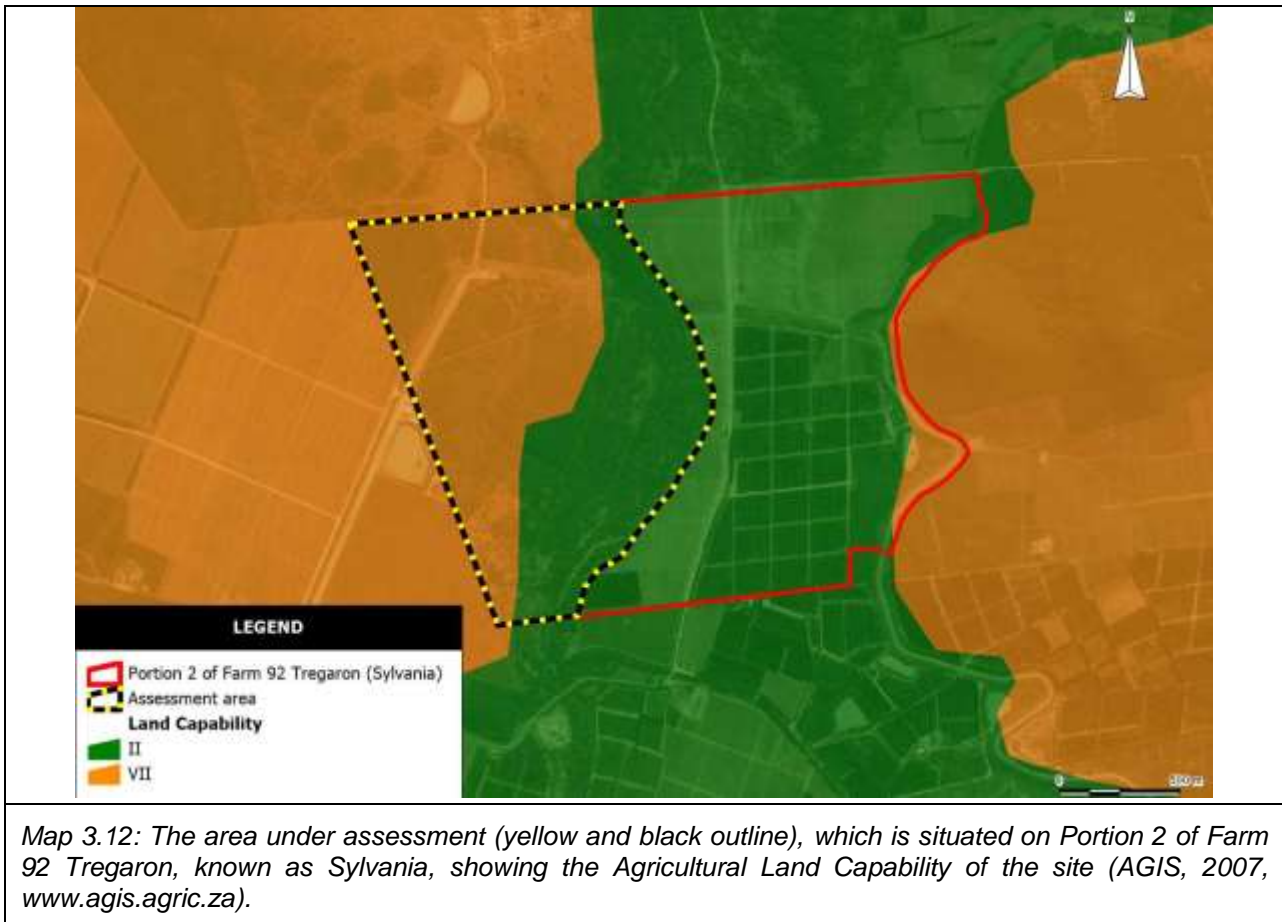 N
LEGEND
Portion 2 of Farm 92 Tregaron (Sylvania)
Assessment area
Land Capability
II
VII
0
Map 3.12: The area under assessment (yellow and black outline), which is situated on Portion 2 of Farm
92 Tregaron, known as Sylvania, showing the Agricultural Land Capability of the site (AGIS, 2007,
www.agis.agric.za).